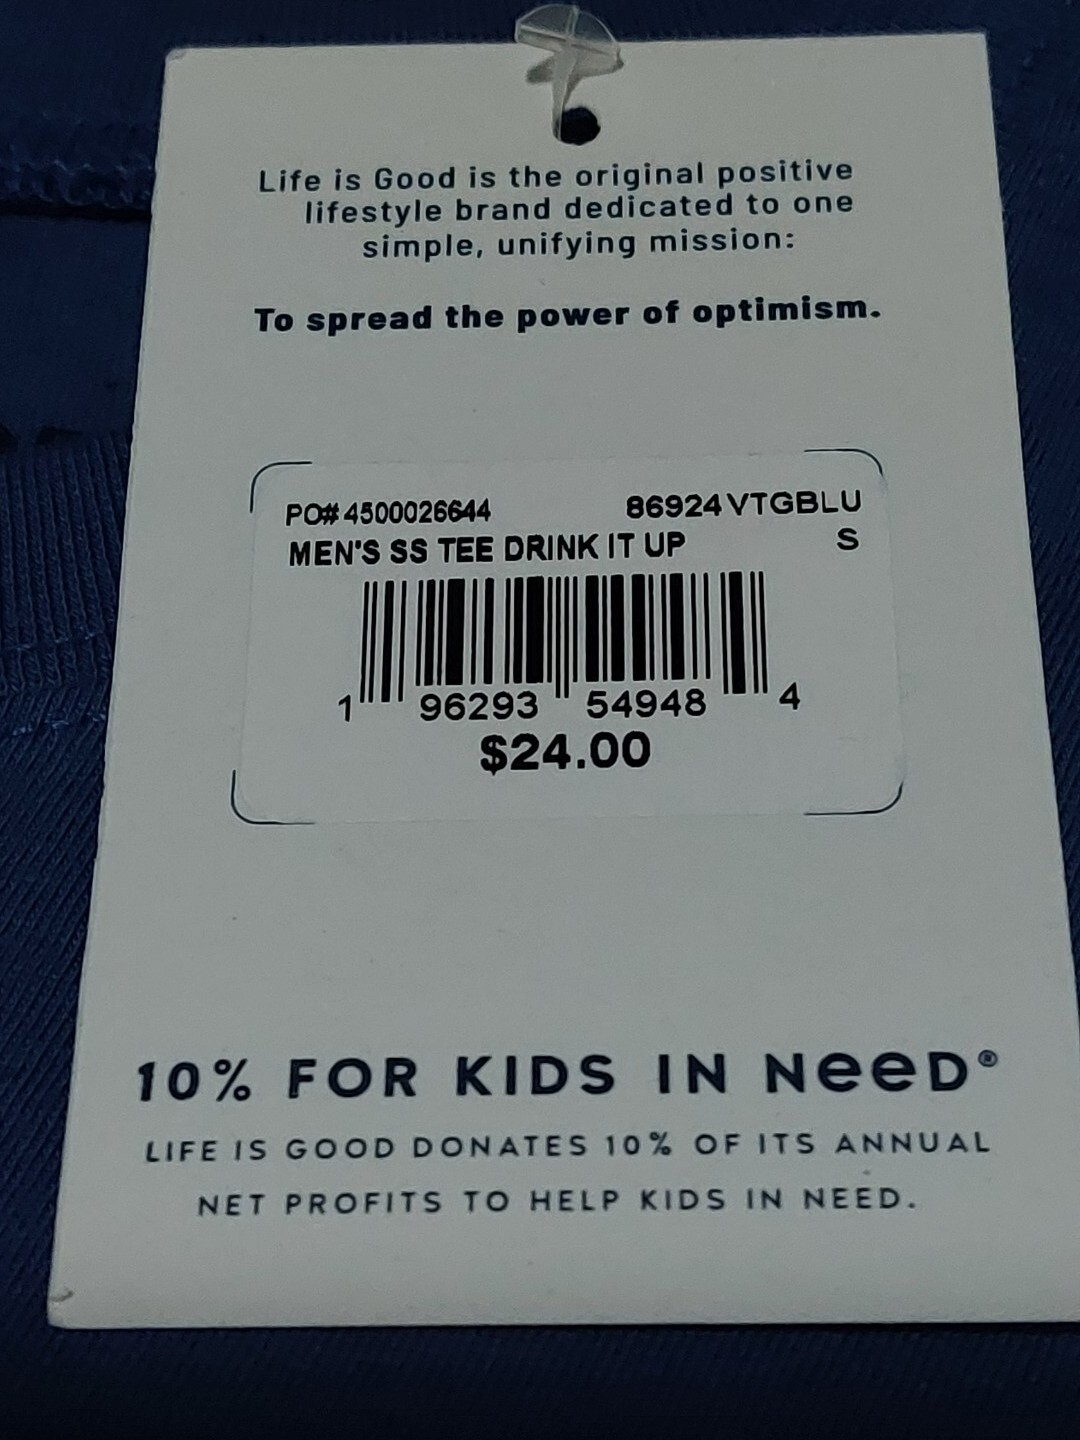 Life is Good is the original positive
lifestyle brand dedicated to one
simple, unifying mission:
To spread the power of optimism.
PO# 4500026644 86924 VTGBLU
MEN'S SS TEE DRINK IT UP S
1 96293 54948 4
$24.00
10% FOR KIDS IN NeeD®
LIFE IS GOOD DONATES 10% OF ITS ANNUAL
NET PROFITS TO HELP KIDS IN NEED.